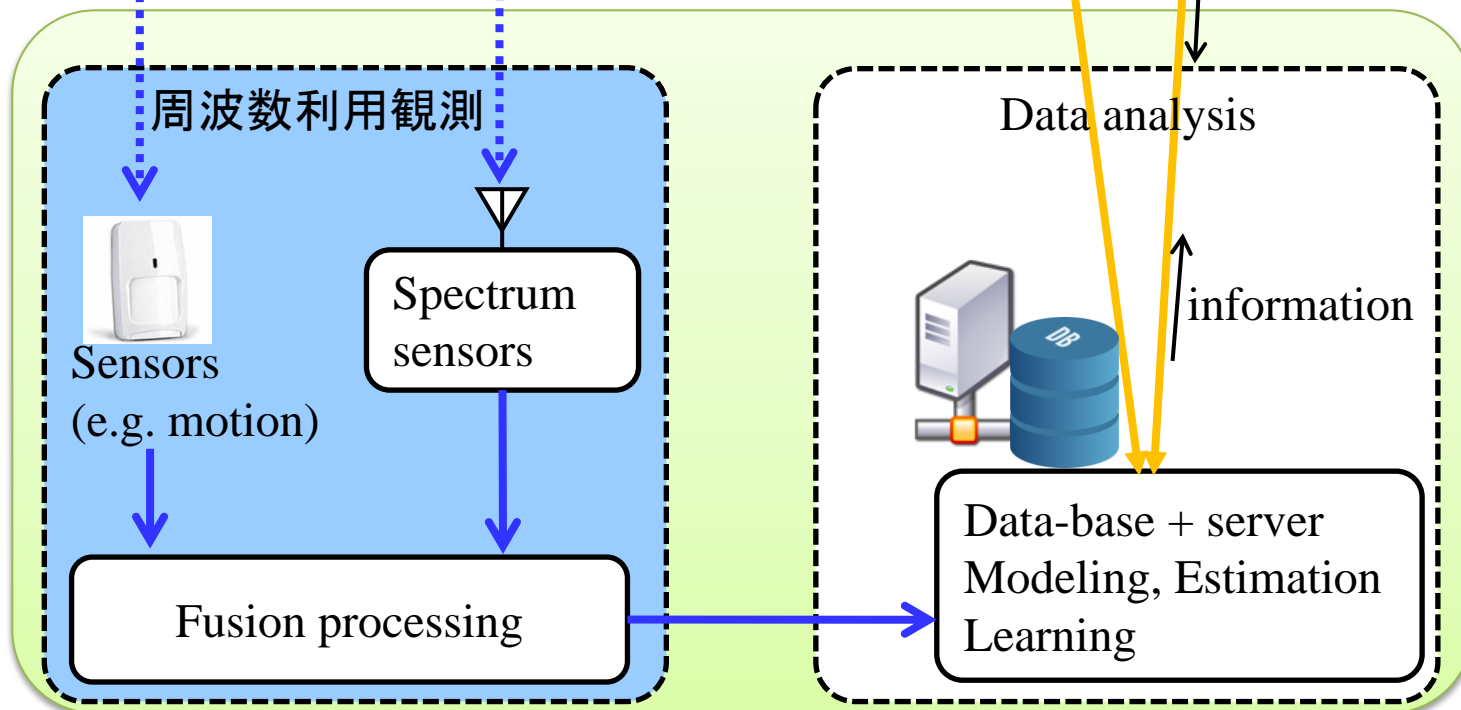 周波数利用観測
Sensors
(e.g. motion)
Spectrum
sensors
Fusion processing
Data analysis
information
DB
Data-base + server
Modeling, Estimation
Learning